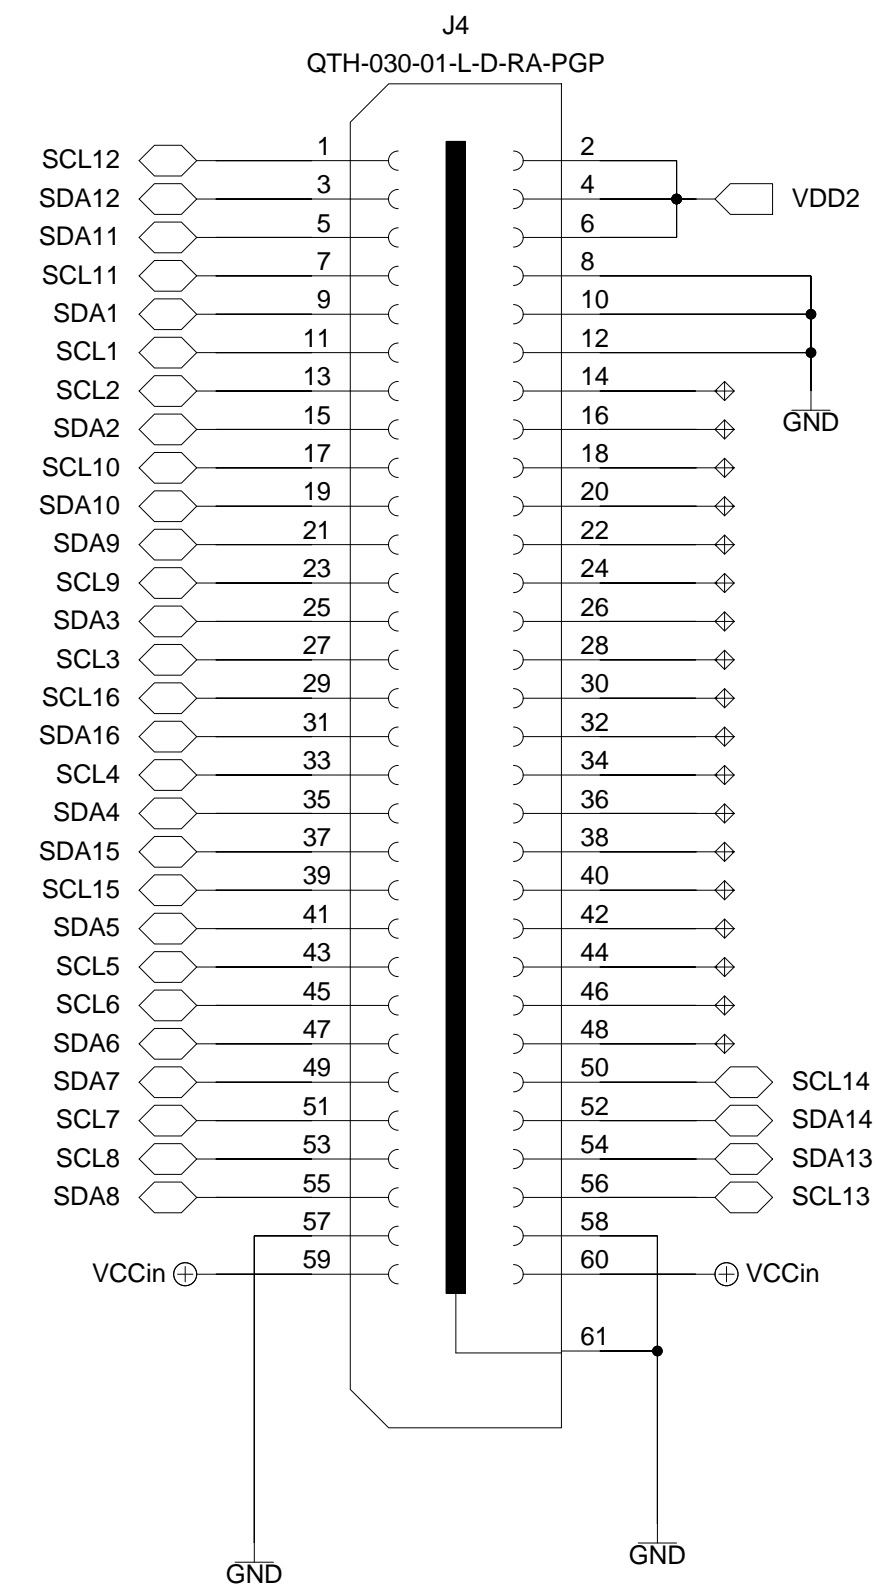 J4
QTH-030-01-L-D-RA-PGP
SCL12 1 2
SDA12 3 4 VDD2
SDA11 5 6
SCL11 7 8
SDA1 9 10
SCL1 11 12
SCL2 13 14
SDA2 15 16 GND
SCL10 17 18
SDA10 19 20
SDA9 21 22
SCL9 23 24
SDA3 25 26
SCL3 27 28
SCL16 29 30
SDA16 31 32
SCL4 33 34
SDA4 35 36
SDA15 37 38
SCL15 39 40
SDA5 41 42
SCL5 43 44
SCL6 45 46
SDA6 47 48
SDA7 49 50 SCL14
SCL7 51 52 SDA14
SCL8 53 54 SDA13
SDA8 55 56 SCL13
57 58
VCCin 59 60 VCCin
61
GND GND